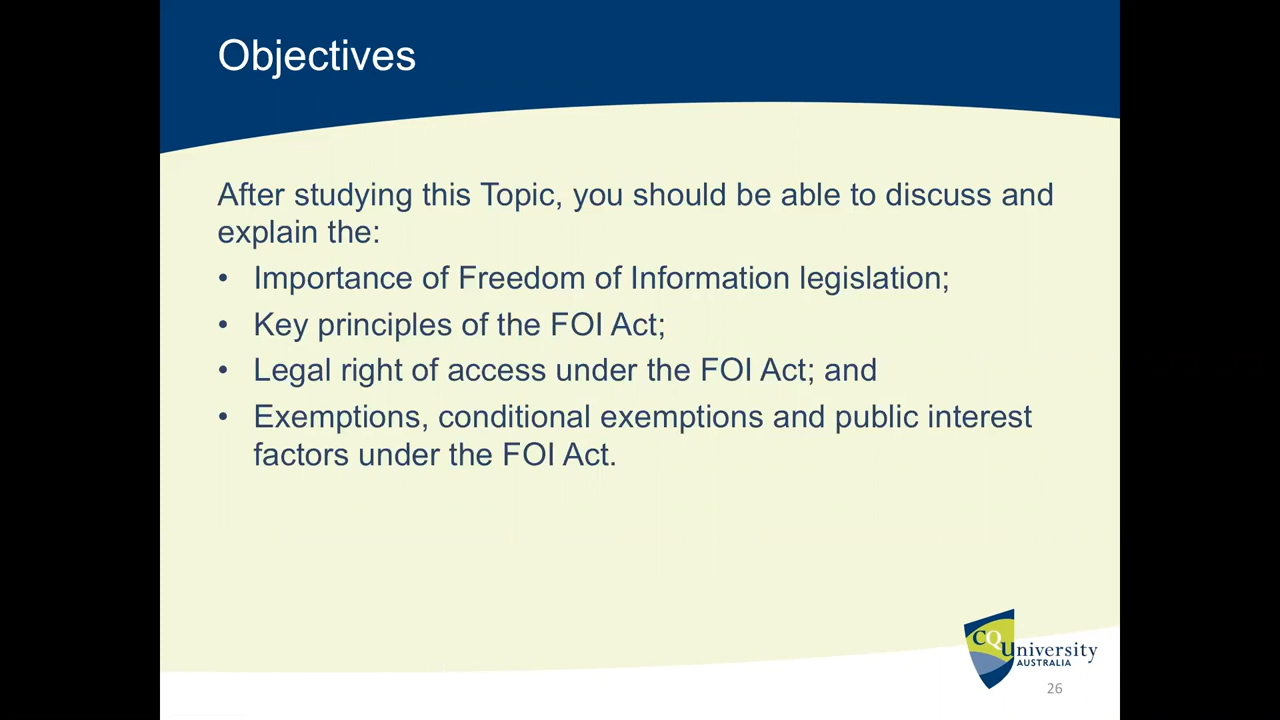 Objectives
After studying this Topic, you should be able to discuss and
explain the:
• Importance of Freedom of Information legislation;
• Key principles of the FOI Act;
• Legal right of access under the FOI Act; and
• Exemptions, conditional exemptions and public interest
factors under the FOI Act.
CQUniversity
AUSTRALIA
26